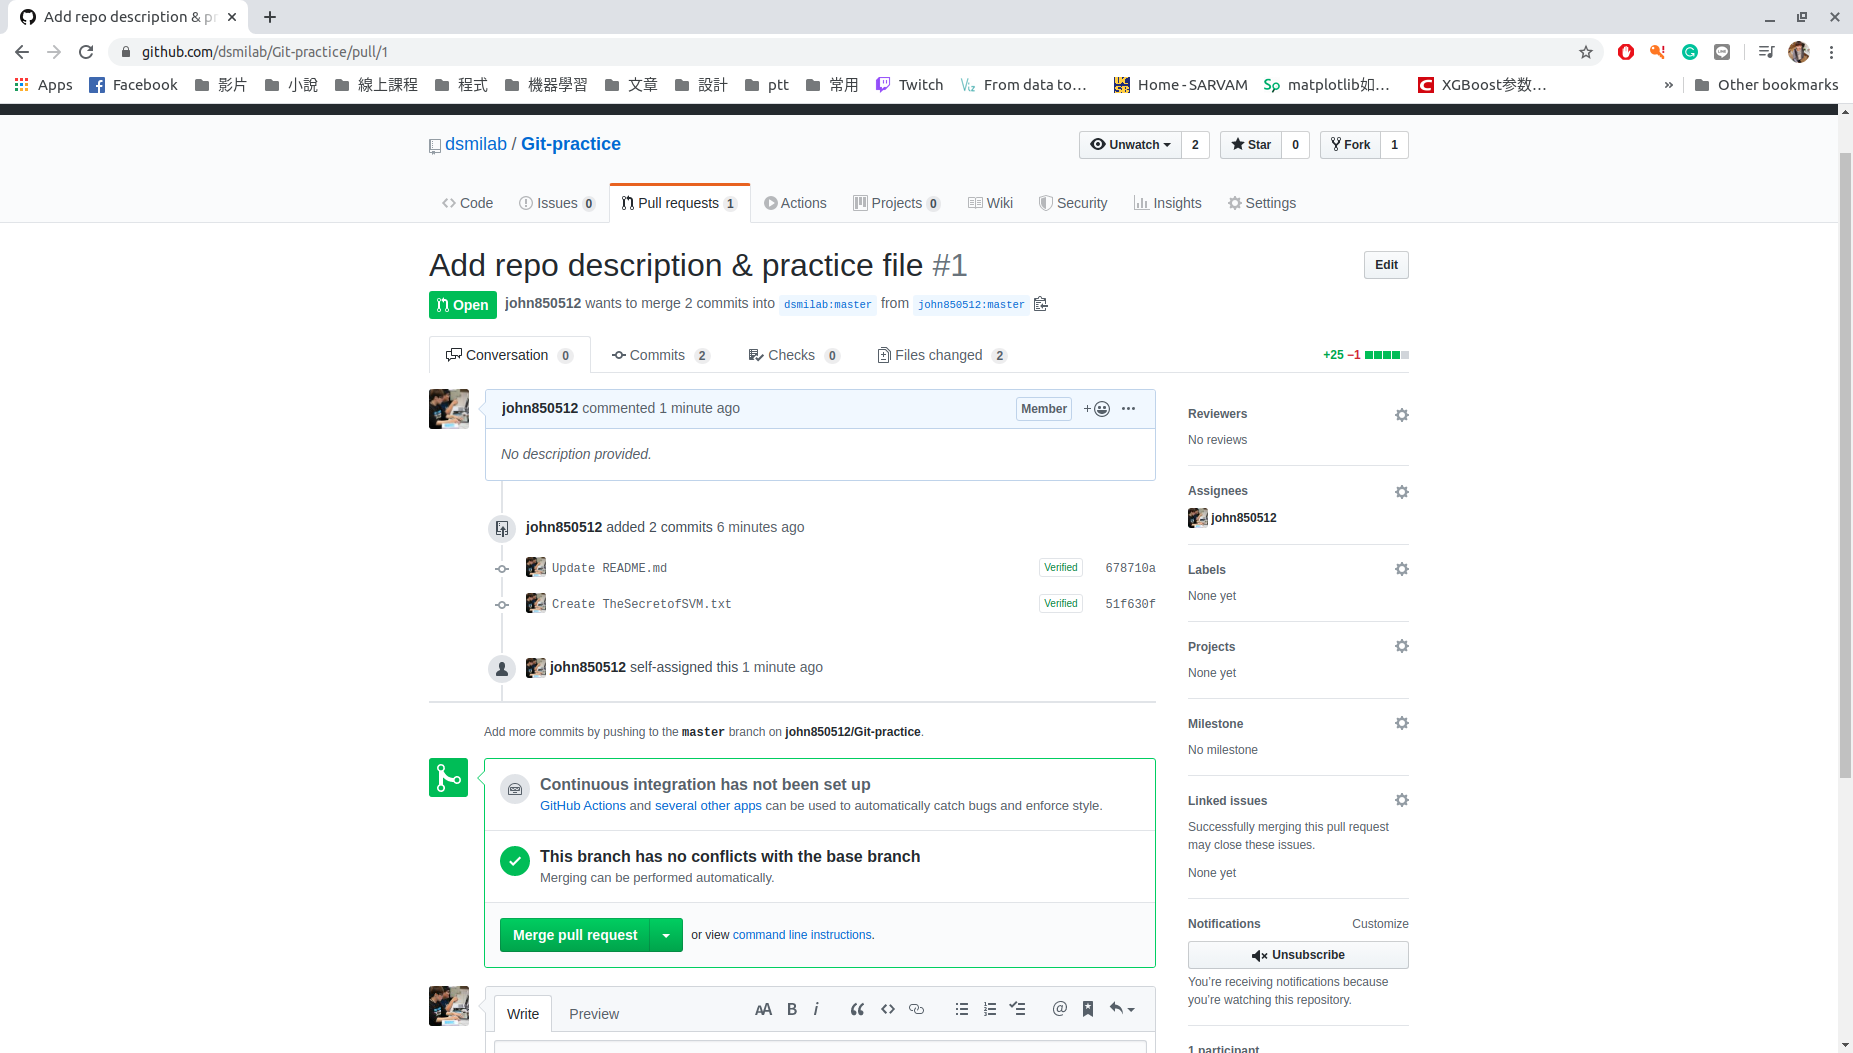 Add repo description & pr
github.com/dsmilab/Git-practice/pull/1
Apps Facebook 影片 小說 線上課程 程式 機器學習 文章 設計 ptt 常用 Twitch From data to… Home - SARVAM matplotlib如… XGBoost参数… » Other bookmarks
dsmilab / Git-practice
Unwatch 2 Star 0 Fork 1
Code Issues 0 Pull requests 1 Actions Projects 0 Wiki Security Insights Settings
Add repo description & practice file #1
Edit
Open john850512 wants to merge 2 commits into dsmilab:master from john850512:master
Conversation 0 Commits 2 Checks 0 Files changed 2 +25 −1
john850512 commented 1 minute ago Member
No description provided.
john850512 added 2 commits 6 minutes ago
Update README.md Verified 678710a
Create TheSecretofSVM.txt Verified 51f630f
john850512 self-assigned this 1 minute ago
Add more commits by pushing to the master branch on john850512/Git-practice.
Continuous integration has not been set up
GitHub Actions and several other apps can be used to automatically catch bugs and enforce style.
This branch has no conflicts with the base branch
Merging can be performed automatically.
Merge pull request or view command line instructions.
Write Preview AA B i @
Reviewers
No reviews
Assignees
john850512
Labels
None yet
Projects
None yet
Milestone
No milestone
Linked issues
Successfully merging this pull request
may close these issues.
None yet
Notifications Customize
Unsubscribe
You’re receiving notifications because
you’re watching this repository.
1 participant